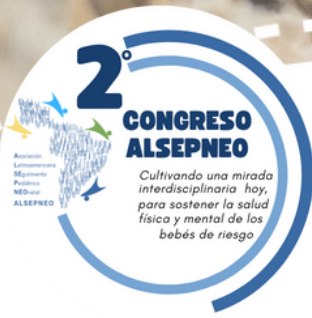 2°
CONGRESO
ALSEPNEO
Cultivando una mirada
interdisciplinaria hoy,
para sostener la salud
física y mental de los
bebés de riesgo
Asociación
Latinoamericana
SEguimiento
Pediátrico
NEOnatal
ALSEPNEO